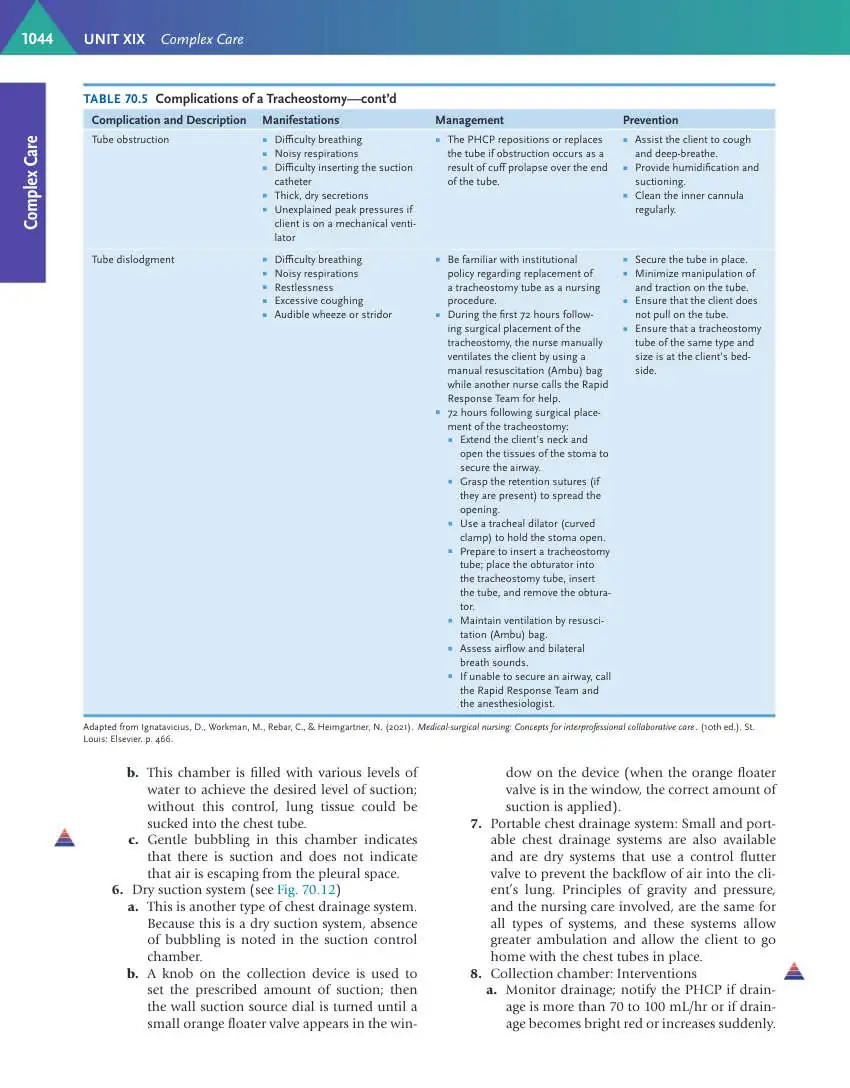 1044 UNIT XIX Complex Care
Complex Care
TABLE 70.5 Complications of a Tracheostomy—cont'd
Complication and Description Manifestations Management Prevention
Tube obstruction
▪ Difficulty breathing
▪ Noisy respirations
▪ Difficulty inserting the suction
catheter
▪ Thick, dry secretions
▪ Unexplained peak pressures if
client is on a mechanical venti-
lator
▪ The PHCP repositions or replaces
the tube if obstruction occurs as a
result of cuff prolapse over the end
of the tube.
▪ Assist the client to cough
and deep-breathe.
▪ Provide humidification and
suctioning.
▪ Clean the inner cannula
regularly.
Tube dislodgment
▪ Difficulty breathing
▪ Noisy respirations
▪ Restlessness
▪ Excessive coughing
▪ Audible wheeze or stridor
▪ Be familiar with institutional
policy regarding replacement of
a tracheostomy tube as a nursing
procedure.
▪ During the first 72 hours follow-
ing surgical placement of the
tracheostomy, the nurse manually
ventilates the client by using a
manual resuscitation (Ambu) bag
while another nurse calls the Rapid
Response Team for help.
▪ 72 hours following surgical place-
ment of the tracheostomy:
▪ Extend the client's neck and
open the tissues of the stoma to
secure the airway.
▪ Grasp the retention sutures (if
they are present) to spread the
opening.
▪ Use a tracheal dilator (curved
clamp) to hold the stoma open.
▪ Prepare to insert a tracheostomy
tube; place the obturator into
the tracheostomy tube, insert
the tube, and remove the obtura-
tor.
▪ Maintain ventilation by resusci-
tation (Ambu) bag.
▪ Assess airflow and bilateral
breath sounds.
▪ If unable to secure an airway, call
the Rapid Response Team and
the anesthesiologist.
▪ Secure the tube in place.
▪ Minimize manipulation of
and traction on the tube.
▪ Ensure that the client does
not pull on the tube.
▪ Ensure that a tracheostomy
tube of the same type and
size is at the client's bed-
side.
Adapted from Ignatavicius, D., Workman, M., Rebar, C., & Heimgartner, N. (2021). Medical-surgical nursing: Concepts for interprofessional collaborative care. (10th ed.). St.
Louis: Elsevier. p. 466.
b. This chamber is filled with various levels of
water to achieve the desired level of suction;
without this control, lung tissue could be
sucked into the chest tube.
c. Gentle bubbling in this chamber indicates
that there is suction and does not indicate
that air is escaping from the pleural space.
6. Dry suction system (see Fig. 70.12)
a. This is another type of chest drainage system.
Because this is a dry suction system, absence
of bubbling is noted in the suction control
chamber.
b. A knob on the collection device is used to
set the prescribed amount of suction; then
the wall suction source dial is turned until a
small orange floater valve appears in the win-
dow on the device (when the orange floater
valve is in the window, the correct amount of
suction is applied).
7. Portable chest drainage system: Small and port-
able chest drainage systems are also available
and are dry systems that use a control flutter
valve to prevent the backflow of air into the cli-
ent's lung. Principles of gravity and pressure,
and the nursing care involved, are the same for
all types of systems, and these systems allow
greater ambulation and allow the client to go
home with the chest tubes in place.
8. Collection chamber: Interventions
a. Monitor drainage; notify the PHCP if drain-
age is more than 70 to 100 mL/hr or if drain-
age becomes bright red or increases suddenly.